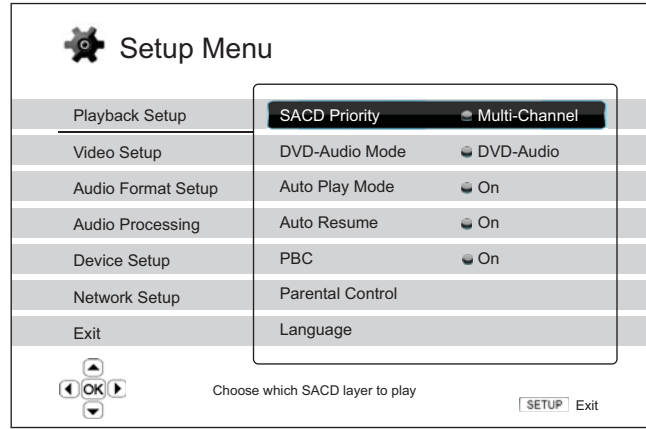 Setup Menu
Playback Setup
Video Setup
Audio Format Setup
Audio Processing
Device Setup
Network Setup
Exit
SACD Priority Multi-Channel
DVD-Audio Mode DVD-Audio
Auto Play Mode On
Auto Resume On
PBC On
Parental Control
Language
OK
Choose which SACD layer to play
SETUP Exit